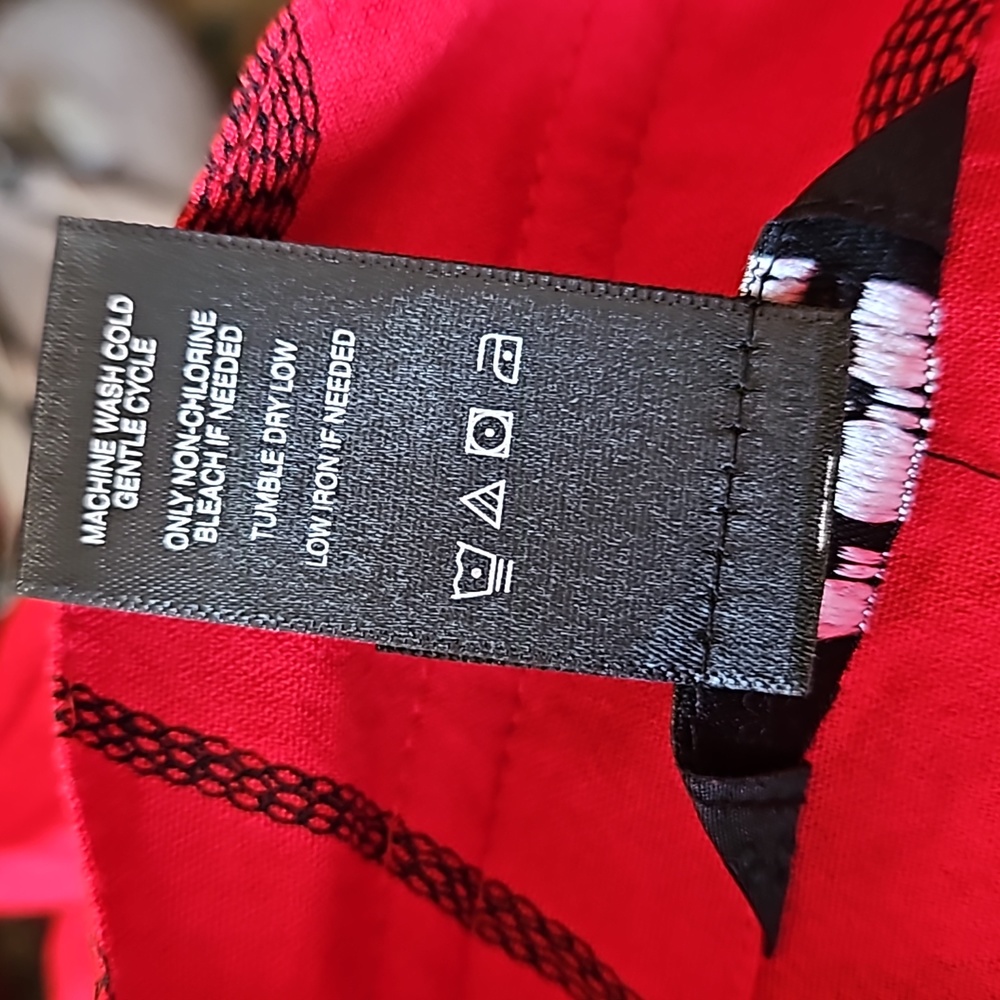 MACHINE WASH COLD
GENTLE CYCLE
ONLY NON-CHLORINE
BLEACH IF NEEDED
TUMBLE DRY LOW
LOW IRON IF NEEDED